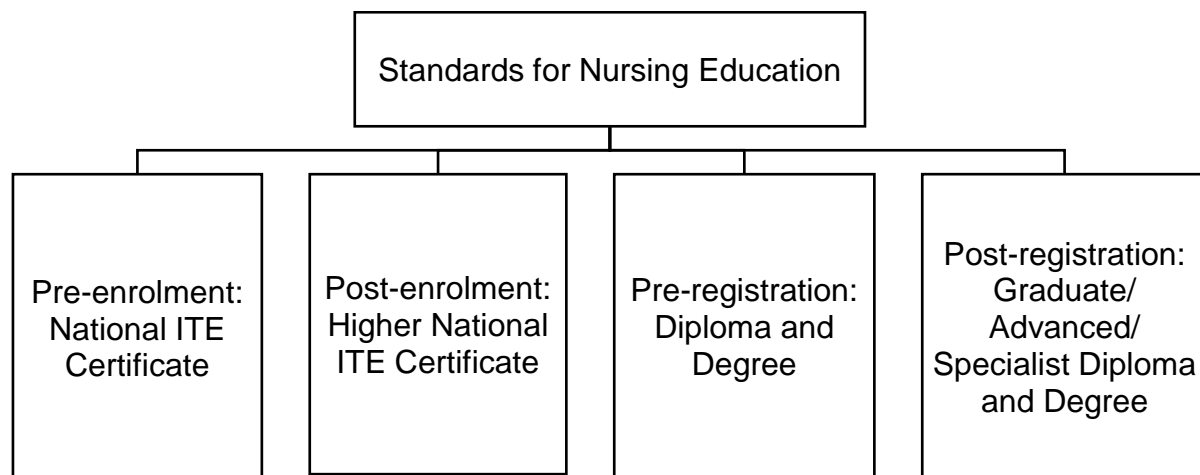 Standards for Nursing Education
Pre-enrolment:
National ITE
Certificate
Post-enrolment:
Higher National
ITE Certificate
Pre-registration:
Diploma and
Degree
Post-registration:
Graduate/
Advanced/
Specialist Diploma
and Degree